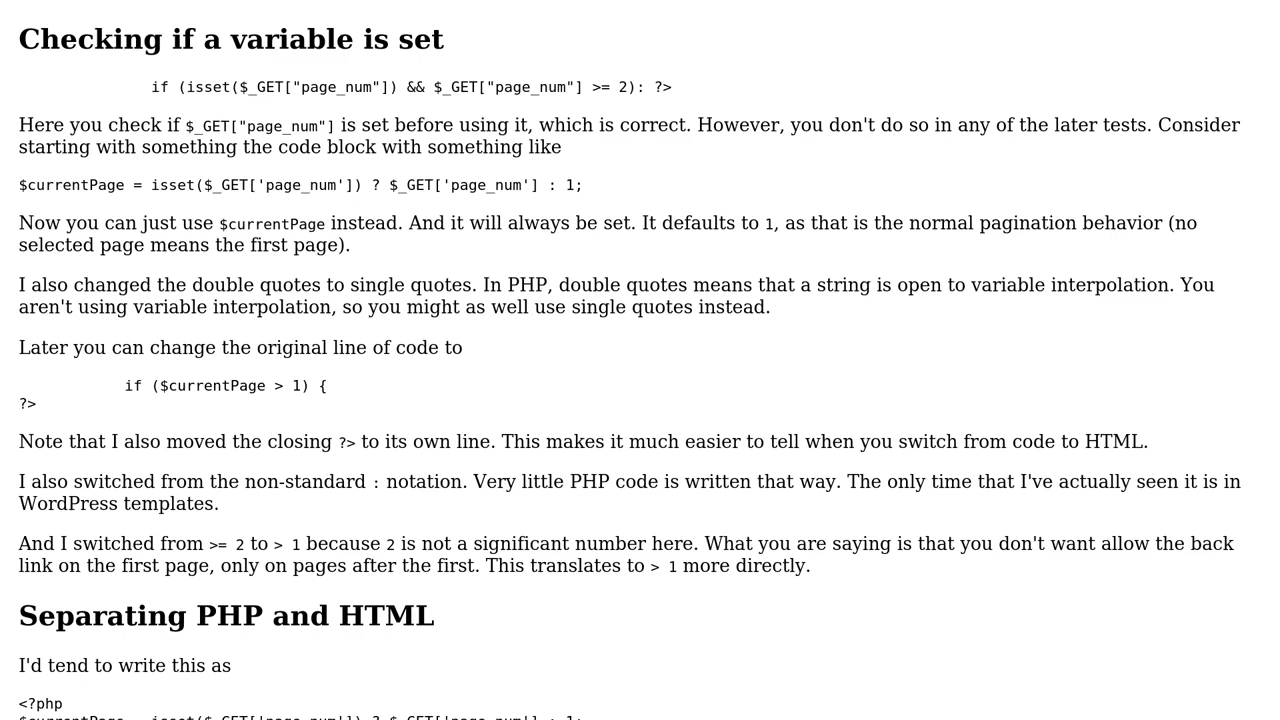 Checking if a variable is set
if (isset($_GET["page_num"]) && $_GET["page_num"] >= 2): ?>
Here you check if $_GET["page_num"] is set before using it, which is correct. However, you don't do so in any of the later tests. Consider
starting with something the code block with something like
$currentPage = isset($_GET['page_num']) ? $_GET['page_num'] : 1;
Now you can just use $currentPage instead. And it will always be set. It defaults to 1, as that is the normal pagination behavior (no
selected page means the first page).
I also changed the double quotes to single quotes. In PHP, double quotes means that a string is open to variable interpolation. You
aren't using variable interpolation, so you might as well use single quotes instead.
Later you can change the original line of code to
if ($currentPage > 1) {
?>
Note that I also moved the closing ?> to its own line. This makes it much easier to tell when you switch from code to HTML.
I also switched from the non-standard : notation. Very little PHP code is written that way. The only time that I've actually seen it is in
WordPress templates.
And I switched from >= 2 to > 1 because 2 is not a significant number here. What you are saying is that you don't want allow the back
link on the first page, only on pages after the first. This translates to > 1 more directly.
Separating PHP and HTML
I'd tend to write this as
<?php
$currentPage = isset($_GET['page_num']) ? $_GET['page_num'] : 1;